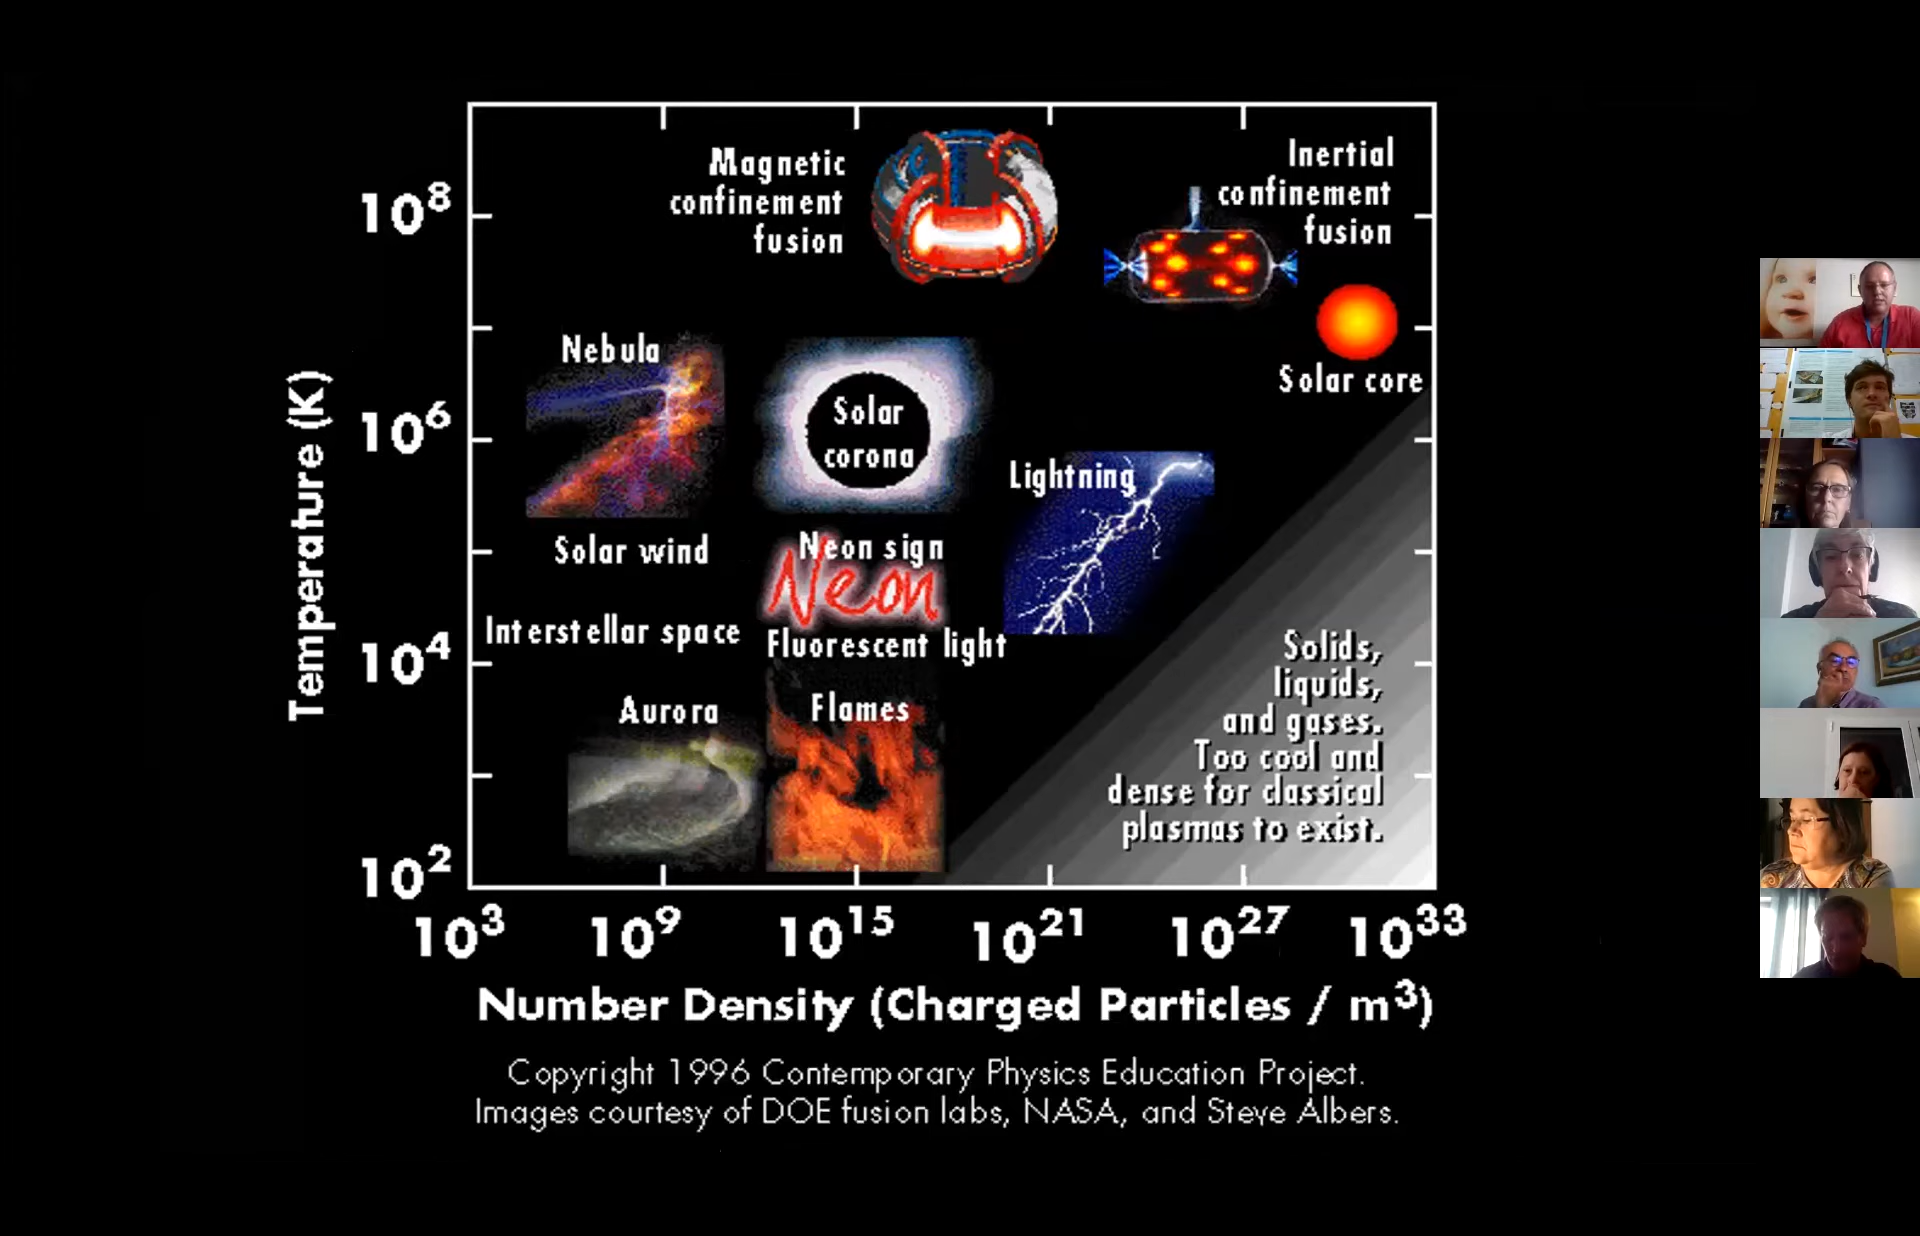 Magnetic
confinement
fusion
Inertial
confinement
fusion
10⁸
Solar core
Nebula
Solar
corona
10⁶
Lightning
Solar wind
Neon sign
Neon
Interstellar space
Fluorescent light
10⁴
Aurora
Flames
Solids,
liquids,
and gases.
Too cool and
dense for classical
plasmas to exist.
10²
Temperature (K)
10³ 10⁹ 10¹⁵ 10²¹ 10²⁷ 10³³
Number Density (Charged Particles / m³)
Copyright 1996 Contemporary Physics Education Project.
Images courtesy of DOE fusion labs, NASA, and Steve Albers.